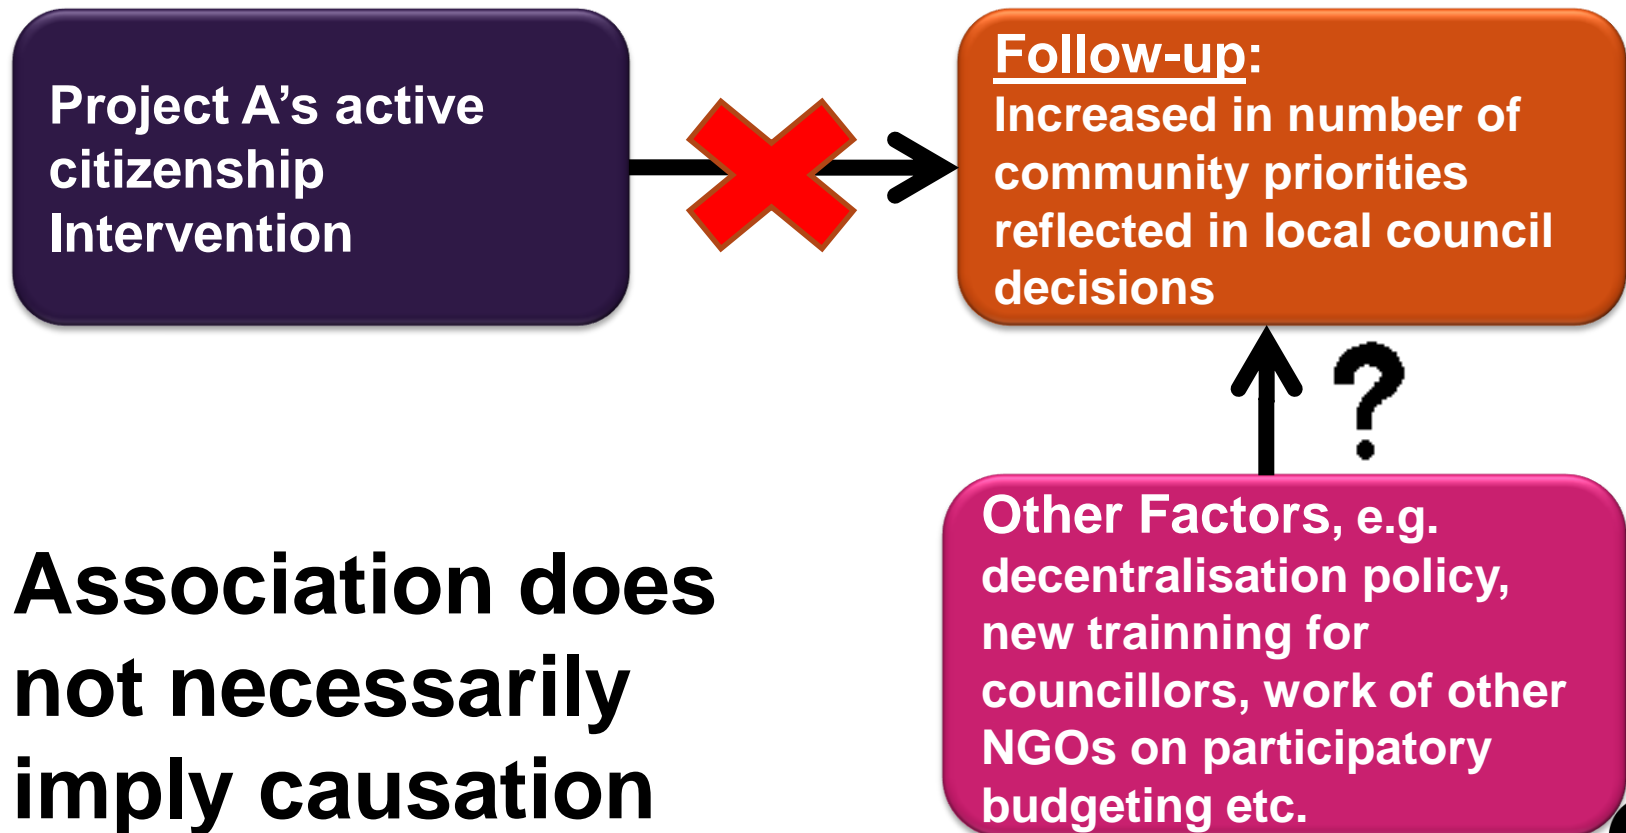 Project A’s active
citizenship
Intervention
Follow-up:
Increased in number of
community priorities
reflected in local council
decisions
?
Other Factors, e.g.
decentralisation policy,
new trainning for
councillors, work of other
NGOs on participatory
budgeting etc.
Association does
not necessarily
imply causation